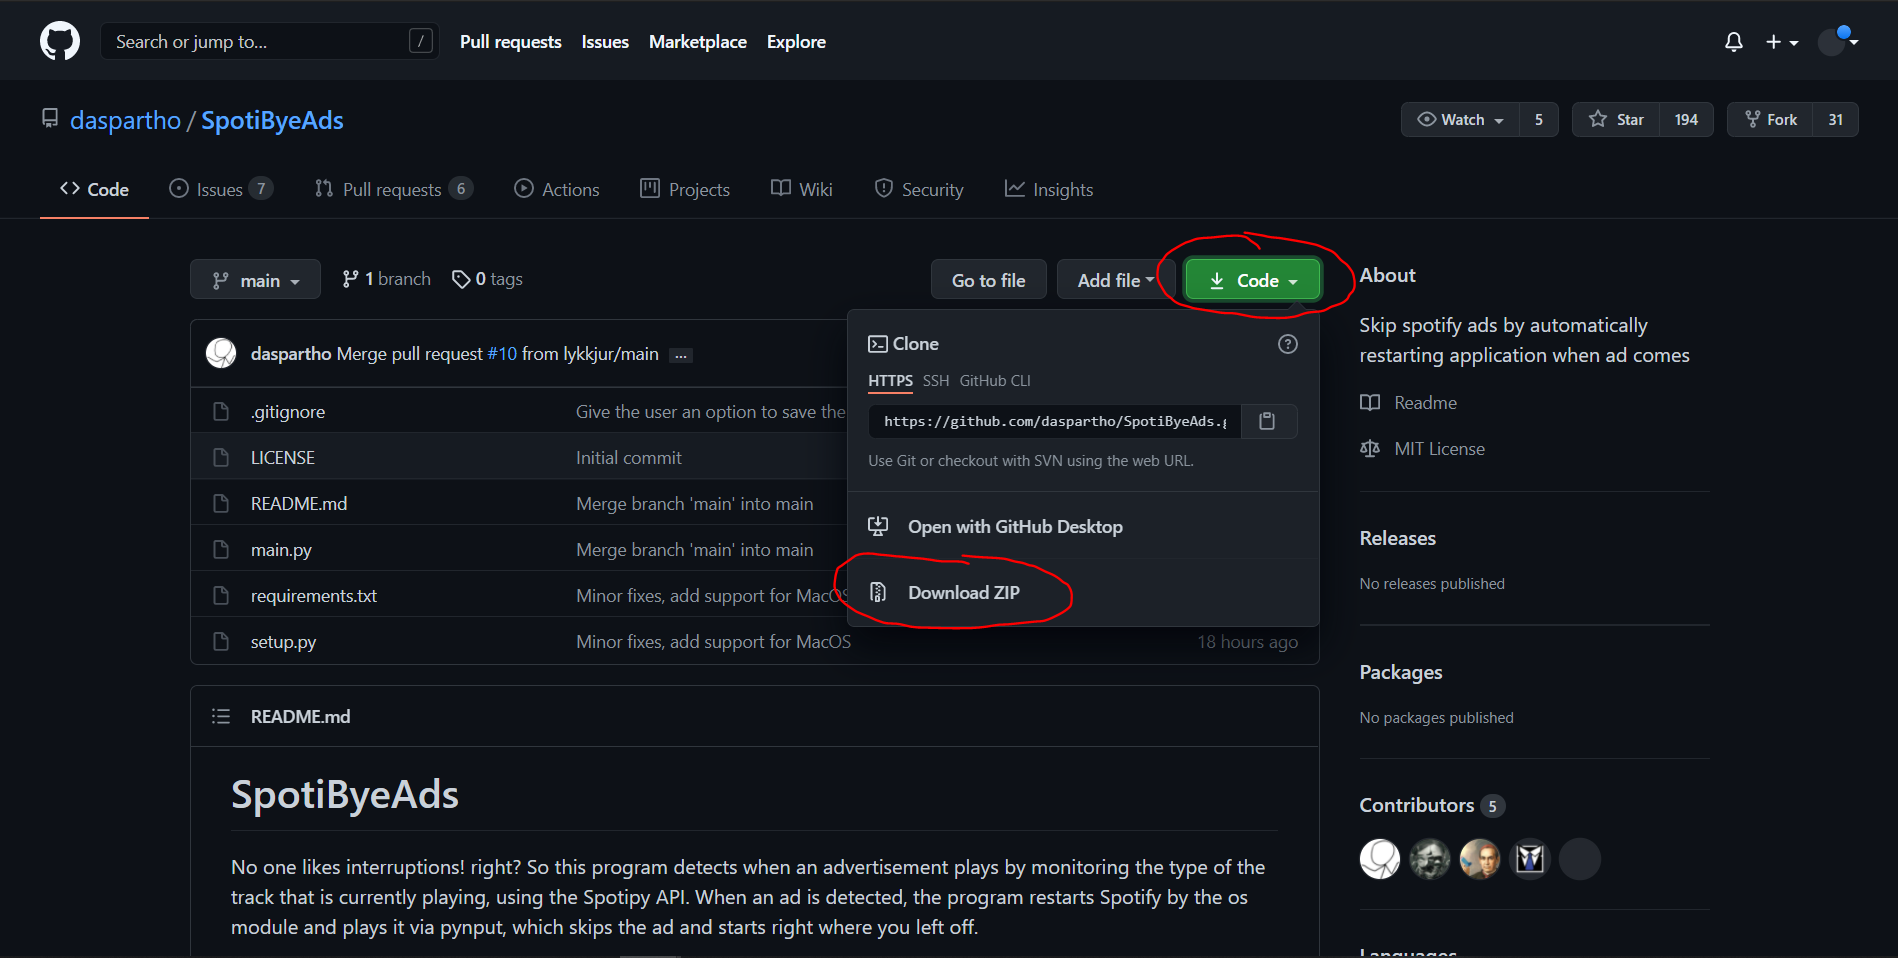 Search or jump to... /
Pull requests Issues Marketplace Explore
daspartho / SpotiByeAds
Watch 5 Star 194 Fork 31
Code Issues 7 Pull requests 6 Actions Projects Wiki Security Insights
main 1 branch 0 tags
Go to file Add file Code
daspartho Merge pull request #10 from lykkjur/main ...
.gitignore Give the user an option to save the
LICENSE Initial commit
README.md Merge branch 'main' into main
main.py Merge branch 'main' into main
requirements.txt Minor fixes, add support for MacOS
setup.py Minor fixes, add support for MacOS 18 hours ago
Clone
HTTPS SSH GitHub CLI
https://github.com/daspartho/SpotiByeAds.g
Use Git or checkout with SVN using the web URL.
Open with GitHub Desktop
Download ZIP
README.md
SpotiByeAds
No one likes interruptions! right? So this program detects when an advertisement plays by monitoring the type of the
track that is currently playing, using the Spotipy API. When an ad is detected, the program restarts Spotify by the os
module and plays it via pynput, which skips the ad and starts right where you left off.
About
Skip spotify ads by automatically
restarting application when ad comes
Readme
MIT License
Releases
No releases published
Packages
No packages published
Contributors 5
Languages